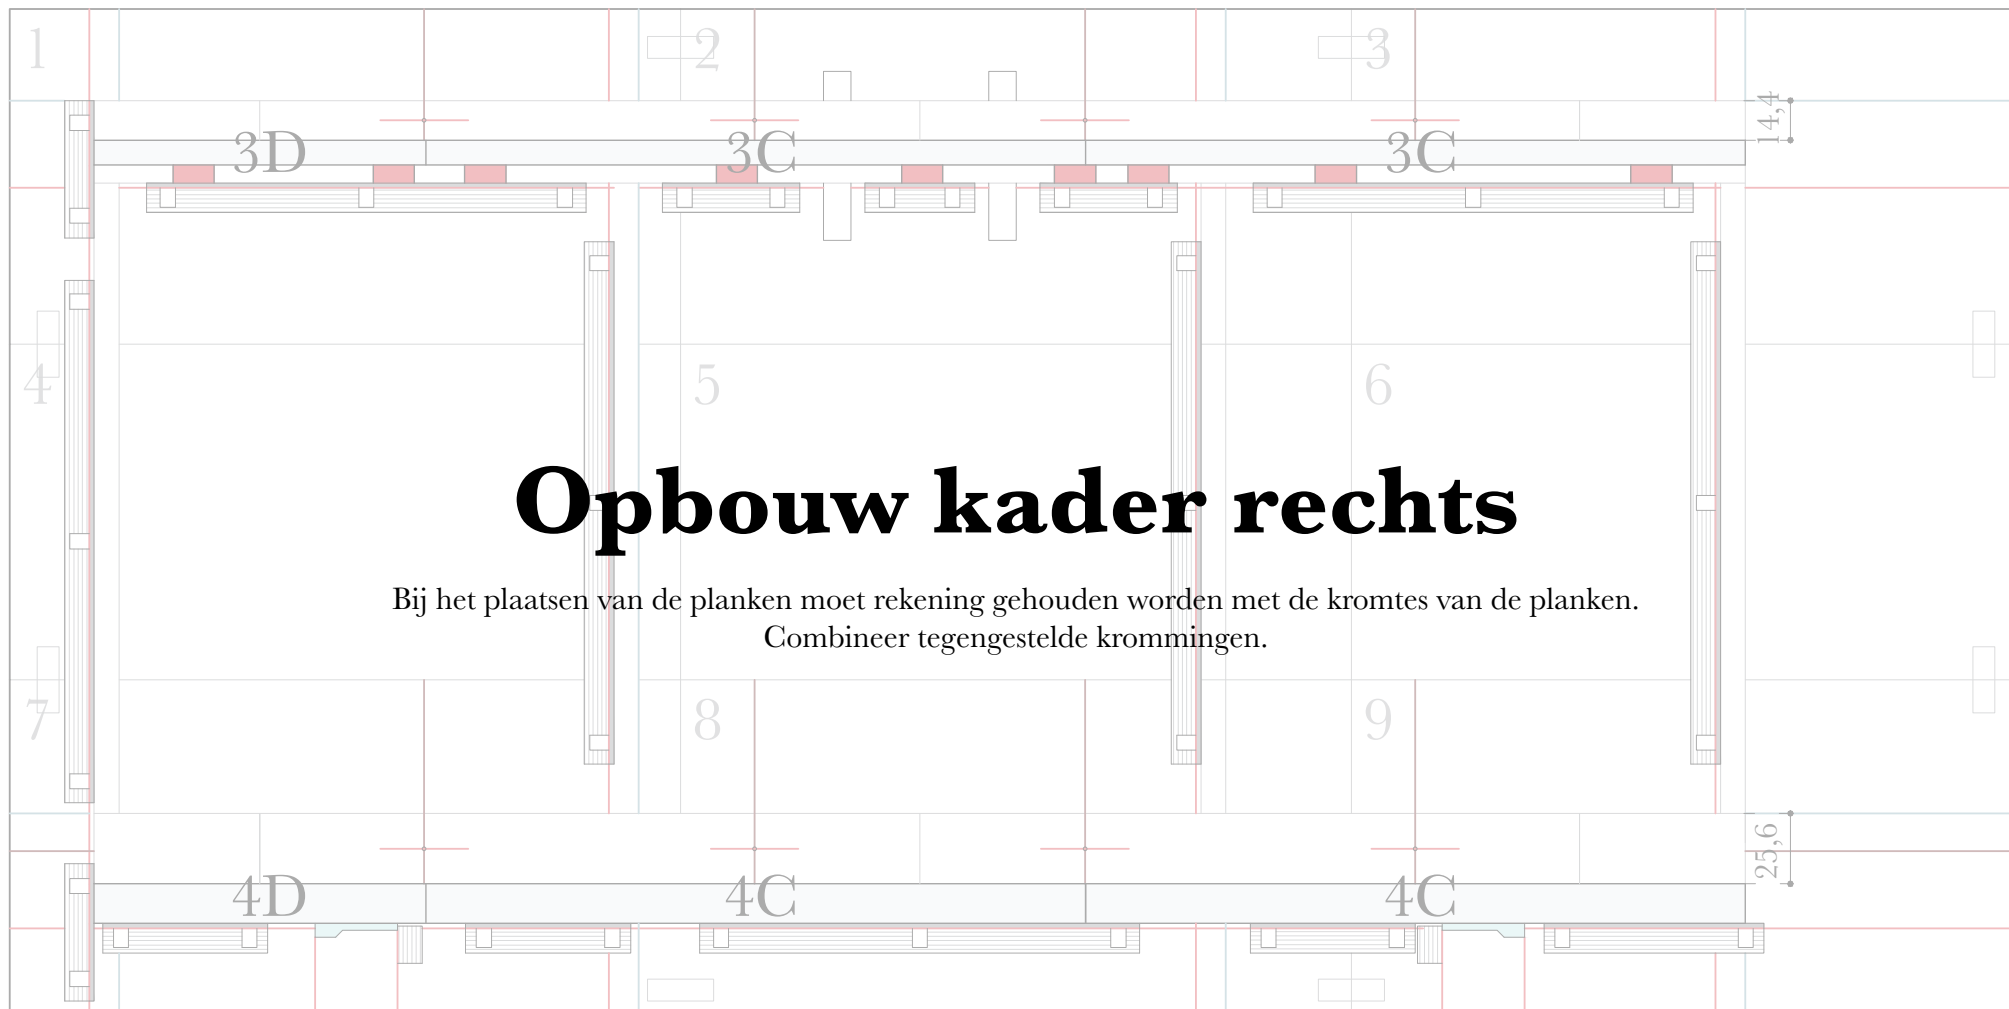 1
2
3
14,4
3D
3C
3C
4
5
6
Opbouw kader rechts
Bij het plaatsen van de planken moet rekening gehouden worden met de kromtes van de planken.
Combineer tegengestelde krommingen.
7
8
9
25,6
4D
4C
4C